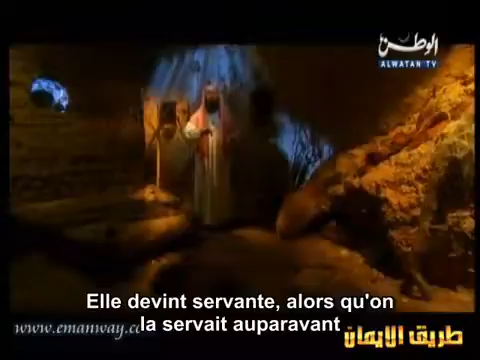 الوطن
ALWATAN TV
Elle devint servante, alors qu'on
la servait auparavant
www.emanway.co
طريق الايمان